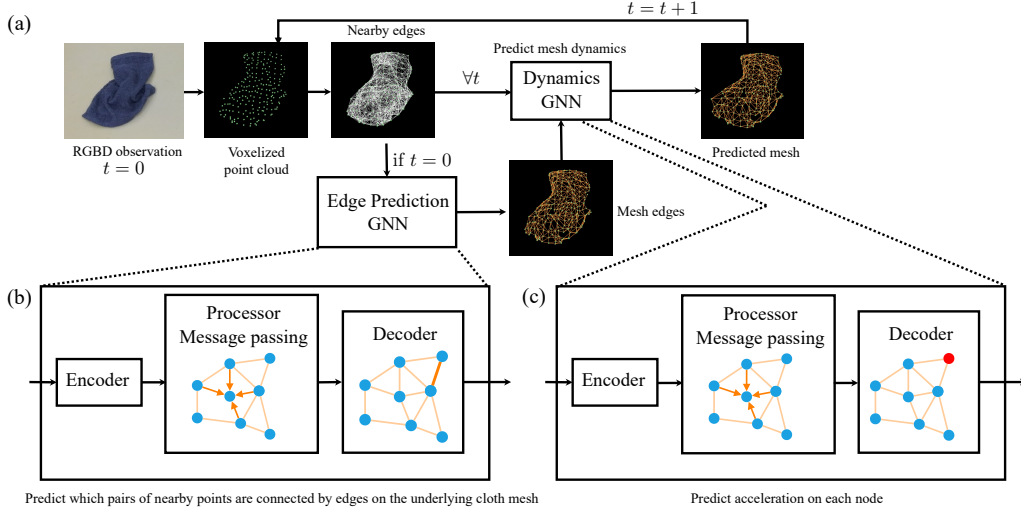 (a)
t = t + 1
Nearby edges
Predict mesh dynamics
∀t
Dynamics
GNN
RGBD observation
t = 0
Voxelized
point cloud
Predicted mesh
if t = 0
Edge Prediction
GNN
Mesh edges
(b)
Encoder
Processor
Message passing
Decoder
Predict which pairs of nearby points are connected by edges on the underlying cloth mesh
(c)
Encoder
Processor
Message passing
Decoder
Predict acceleration on each node